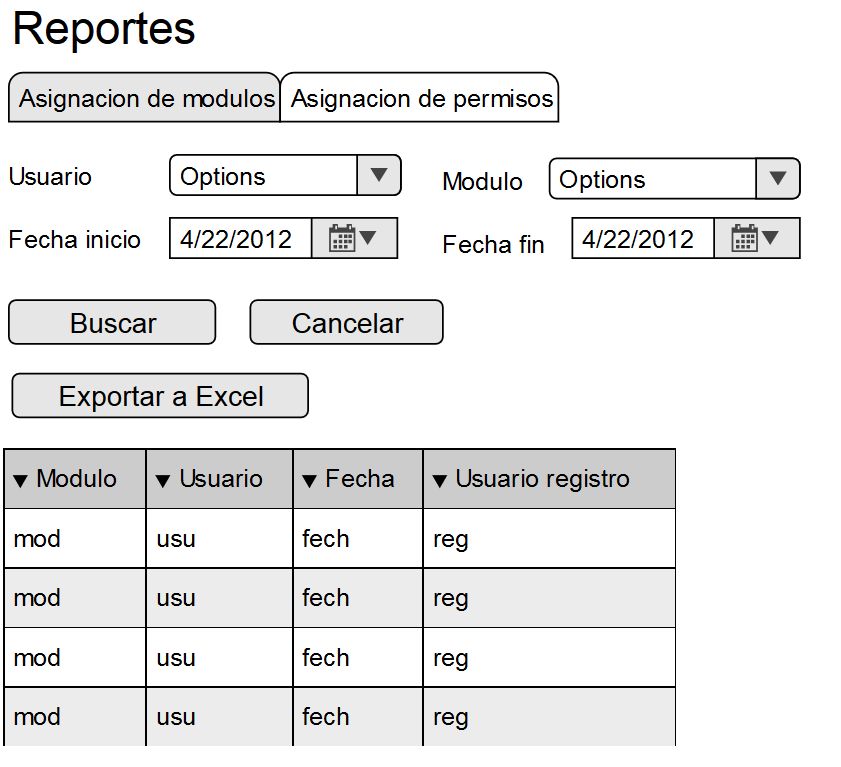 Reportes
Asignacion de modulos Asignacion de permisos
Usuario Options Modulo Options
Fecha inicio 4/22/2012 Fecha fin 4/22/2012
Buscar Cancelar
Exportar a Excel
Modulo Usuario Fecha Usuario registro
mod usu fech reg
mod usu fech reg
mod usu fech reg
mod usu fech reg